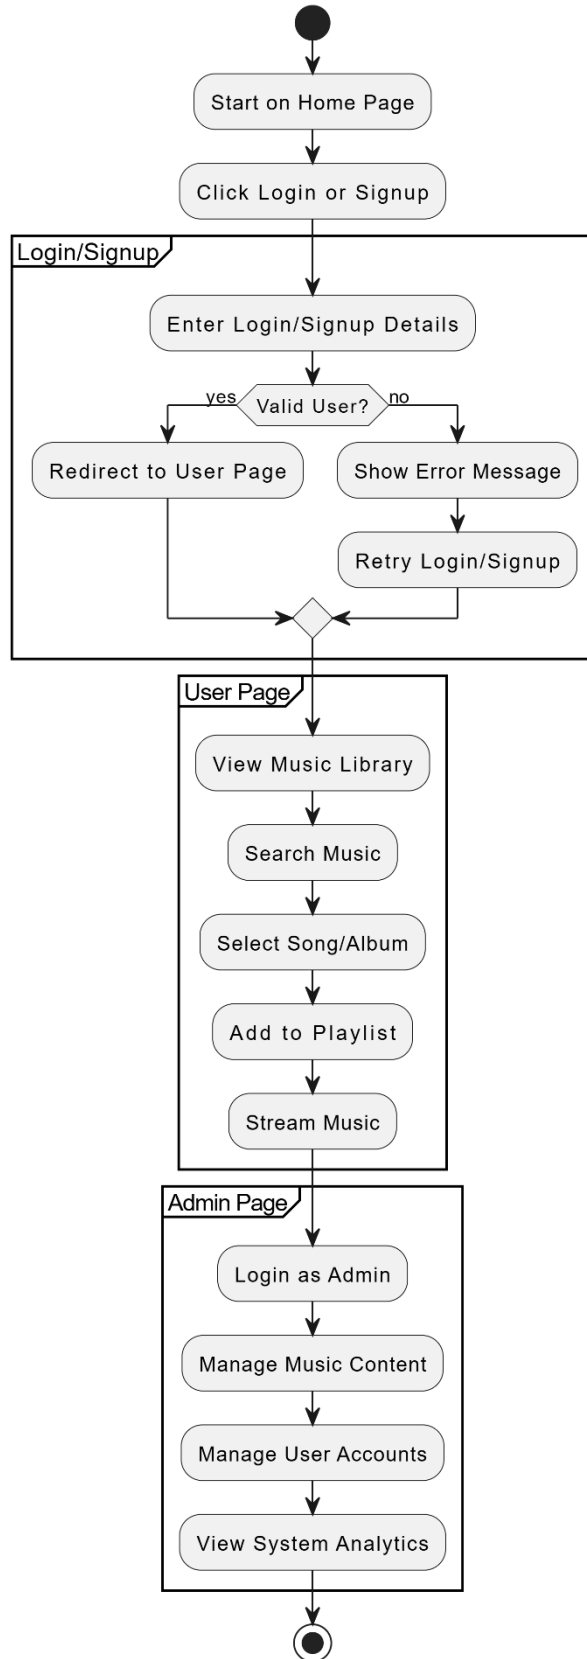 Start on Home Page
Click Login or Signup
Login/Signup
Enter Login/Signup Details
yes
Valid User?
no
Redirect to User Page
Show Error Message
Retry Login/Signup
User Page
View Music Library
Search Music
Select Song/Album
Add to Playlist
Stream Music
Admin Page
Login as Admin
Manage Music Content
Manage User Accounts
View System Analytics